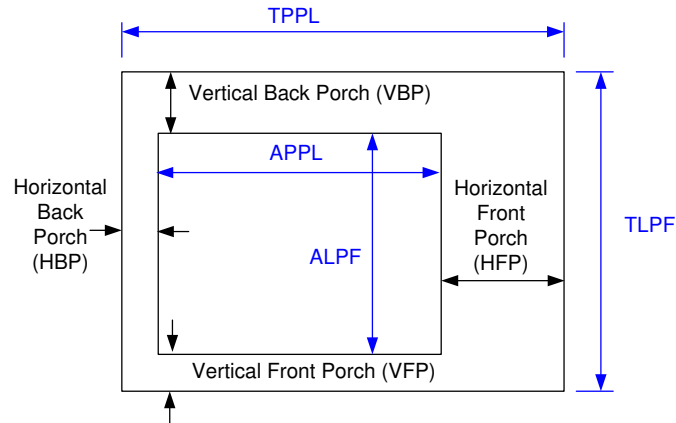 TPPL
Vertical Back Porch (VBP)
APPL
Horizontal
Back
Porch
(HBP)
Horizontal
Front
Porch
(HFP)
TLPF
ALPF
Vertical Front Porch (VFP)